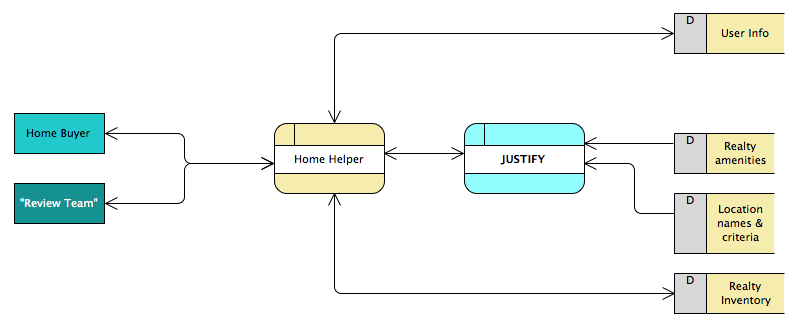 D
User Info
Home Buyer
Home Helper
JUSTIFY
D
Realty
amenities
"Review Team"
D
Location
names &
criteria
D
Realty
Inventory